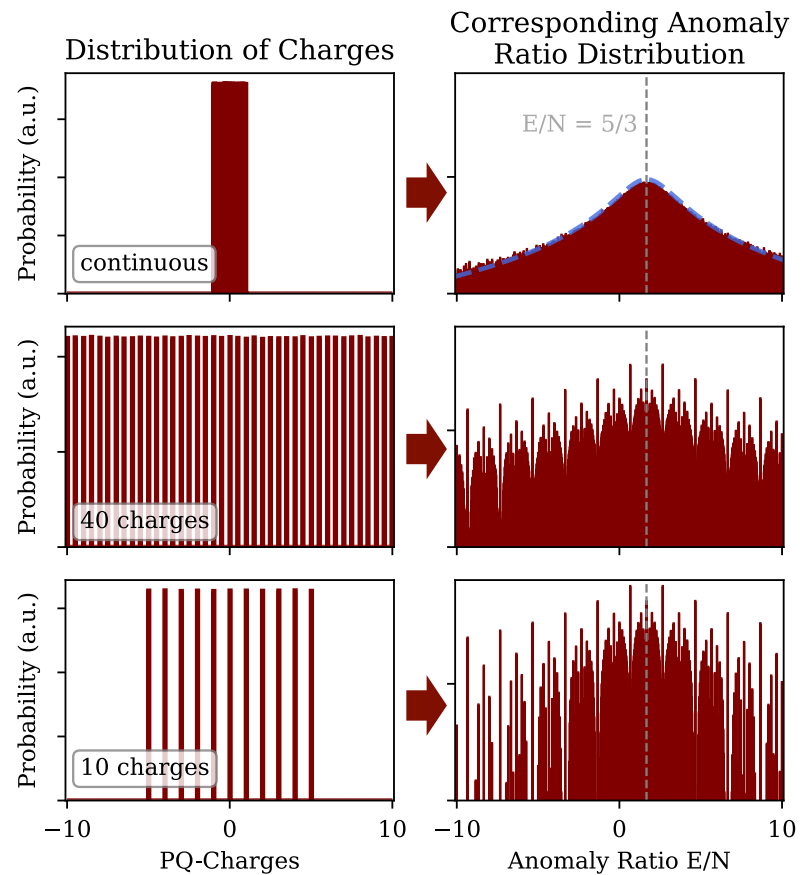 Distribution of Charges
Corresponding Anomaly
Ratio Distribution
Probability (a.u.)
continuous
E/N = 5/3
Probability (a.u.)
40 charges
Probability (a.u.)
10 charges
−10
0
10
−10
0
10
PQ-Charges
Anomaly Ratio E/N